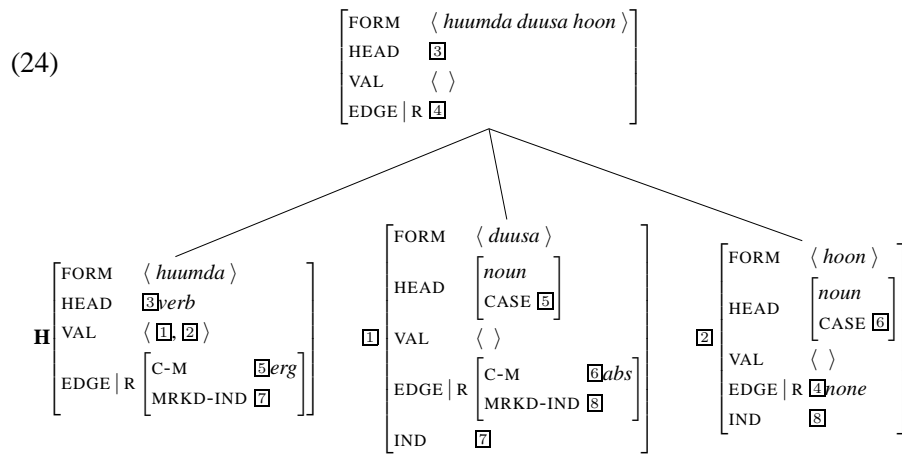 (24)
FORM ⟨ huumda duusa hoon ⟩
HEAD 3
VAL ⟨ ⟩
EDGE | R 4
H
FORM ⟨ huumda ⟩
HEAD 3 verb
VAL ⟨ 1, 2 ⟩
EDGE | R
C-M 5 erg
MRKD-IND 7
1
FORM ⟨ duusa ⟩
HEAD
noun
CASE 5
VAL ⟨ ⟩
EDGE | R
C-M 6 abs
MRKD-IND 8
IND 7
2
FORM ⟨ hoon ⟩
HEAD
noun
CASE 6
VAL ⟨ ⟩
EDGE | R 4 none
IND 8